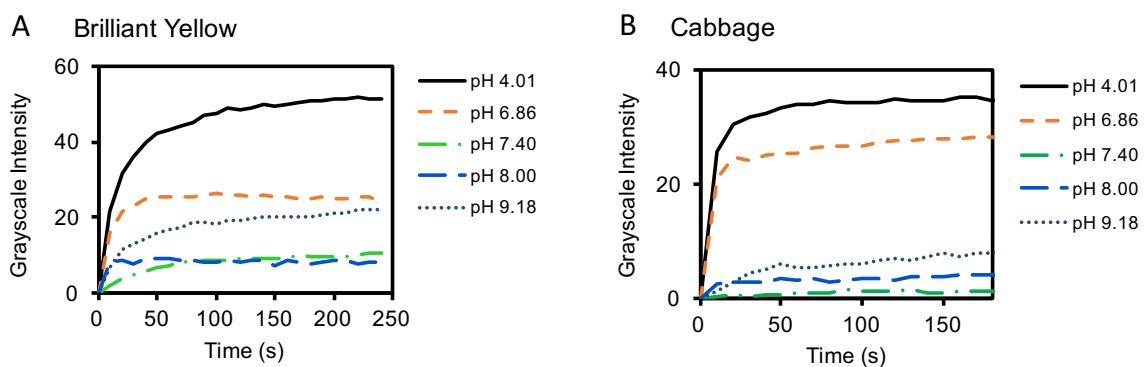 A Brilliant Yellow
Grayscale Intensity
60
40
20
0
0 50 100 150 200 250
Time (s)
pH 4.01
pH 6.86
pH 7.40
pH 8.00
pH 9.18
B Cabbage
Grayscale Intensity
40
20
0
0 50 100 150
Time (s)
pH 4.01
pH 6.86
pH 7.40
pH 8.00
pH 9.18